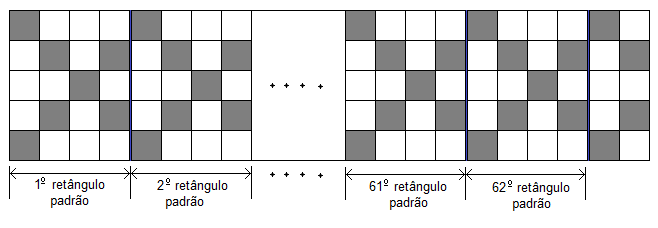 1º retângulo
padrão
2º retângulo
padrão
61º retângulo
padrão
62º retângulo
padrão